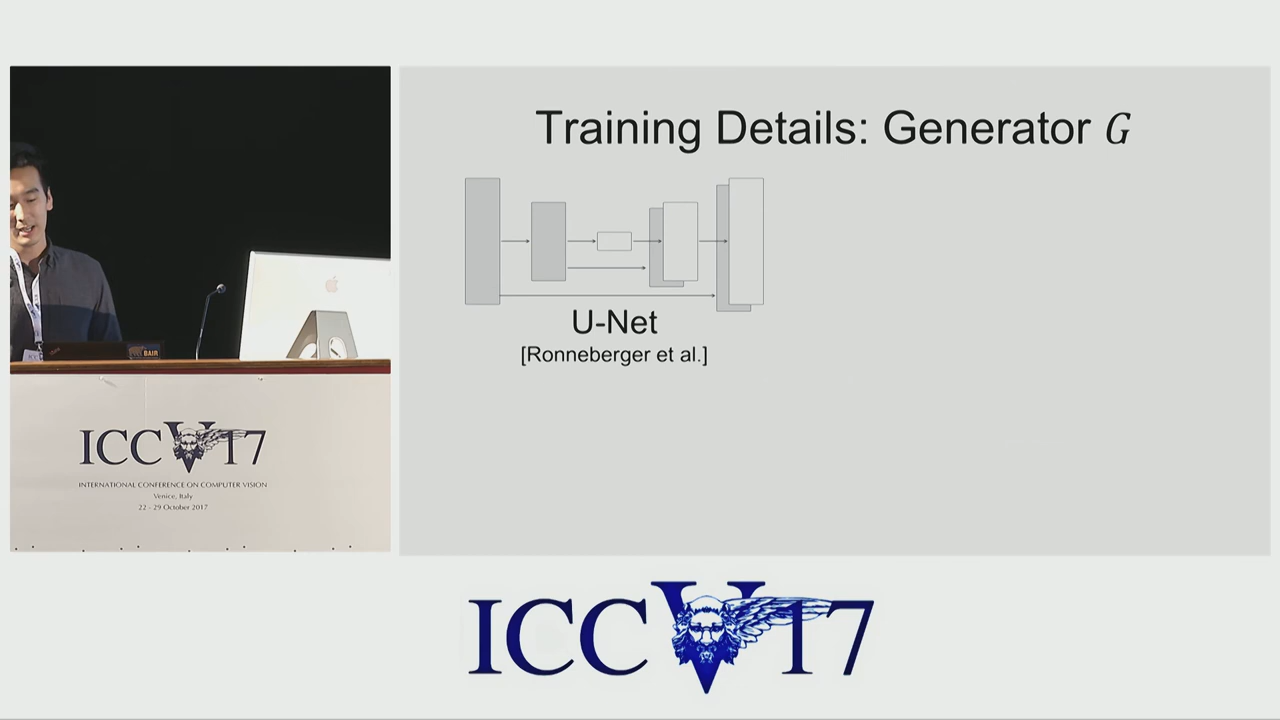 Training Details: Generator G
U-Net
[Ronneberger et al.]
BAIR
ICCV17
INTERNATIONAL CONFERENCE ON COMPUTER VISION
Venice, Italy
22 - 29 October 2017
ICCV17